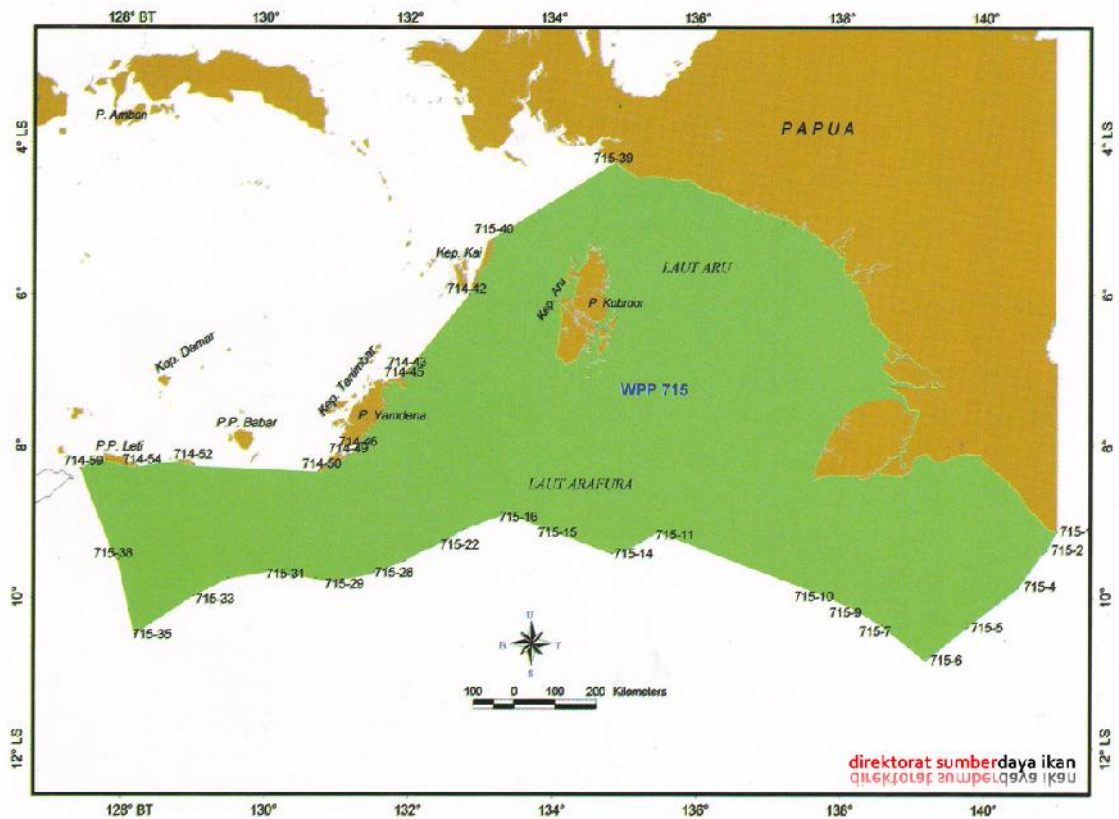 128° BT 130° 132° 134° 136° 138° 140°
P. Ambon
PAPUA
4° LS
4° LS
715-39
715-40
Kep. Kai
LAUT ARU
714-42
6°
6°
Kep. Aru
P. Kobroor
Kep. Damar
Kep. Tanimbar
714-43
714-45
WPP 715
P. Yamdena
P.P. Babar
714-46
P.P. Leti
714-49
714-54
714-52
8°
8°
714-50
LAUT ARAFURA
715-16
715-15
715-11
715-1
715-22
715-2
715-38
715-14
715-31
715-28
715-29
715-4
10°
10°
715-33
715-10
715-9
715-35
715-7
715-5
715-6
U
B T
S
100 0 100 200 Kilometers
12° LS
12° LS
direktorat sumberdaya ikan
direktorat sumberdaya ikan
128° BT 130° 132° 134° 136° 138° 140°